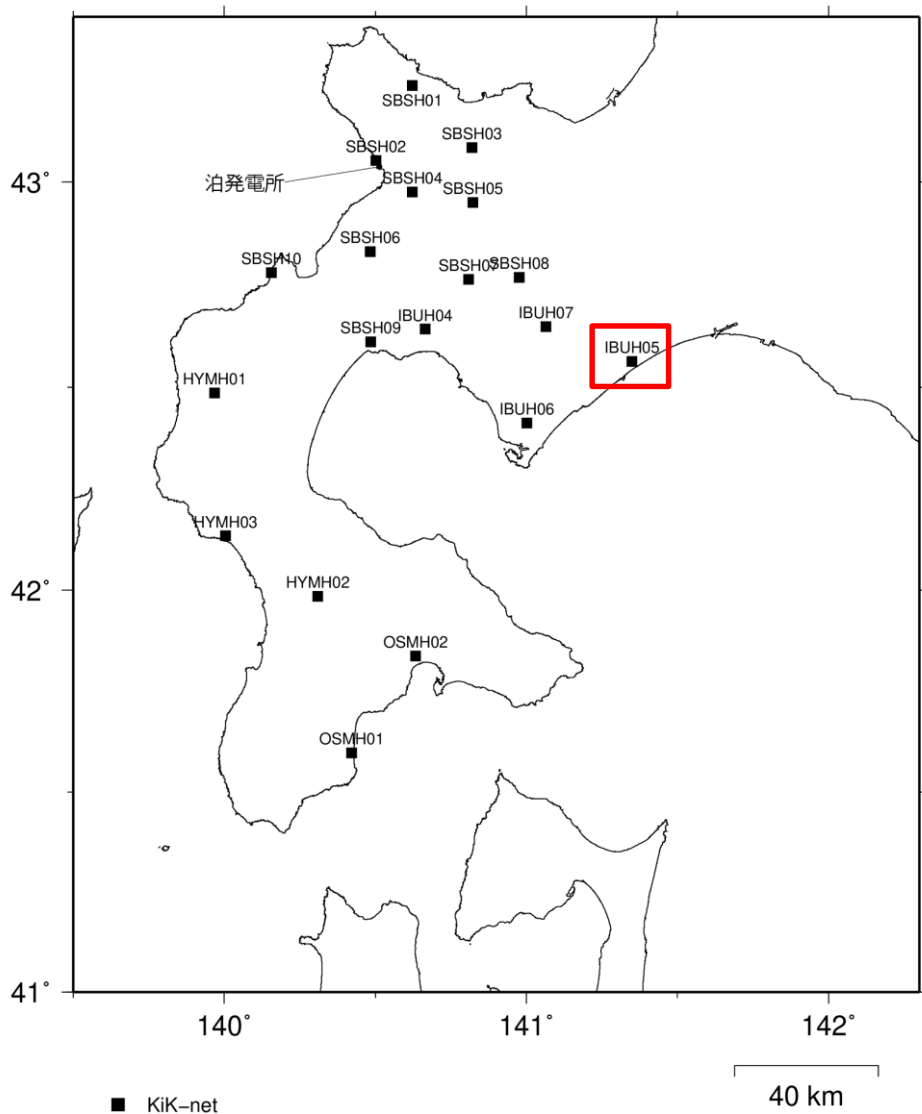 SBSH01
SBSH03
SBSH02
43°
泊発電所
SBSH04
SBSH05
SBSH06
SBSH10
SBSH07
SBSH08
IBUH04
IBUH07
SBSH09
IBUH05
HYMH01
IBUH06
HYMH03
42°
HYMH02
OSMH02
OSMH01
41°
140°
141°
142°
40 km
KiK-net